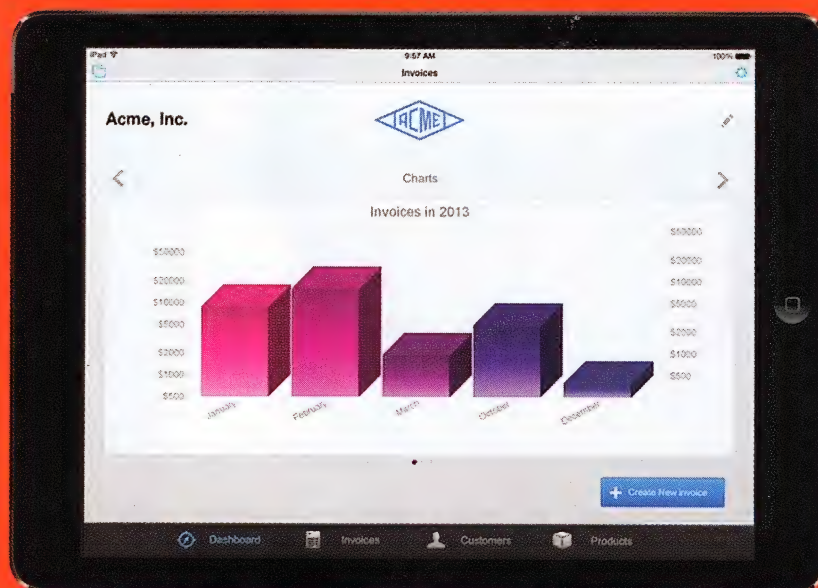 iPad 9:57 AM 100%
Invoices
Acme, Inc.
ACME
Charts
Invoices in 2013
$50000
$20000
$10000
$5000
$2000
$1000
$500
$50000
$20000
$10000
$5000
$2000
$1000
$500
January February March October December
+ Create New Invoice
Dashboard Invoices Customers Products